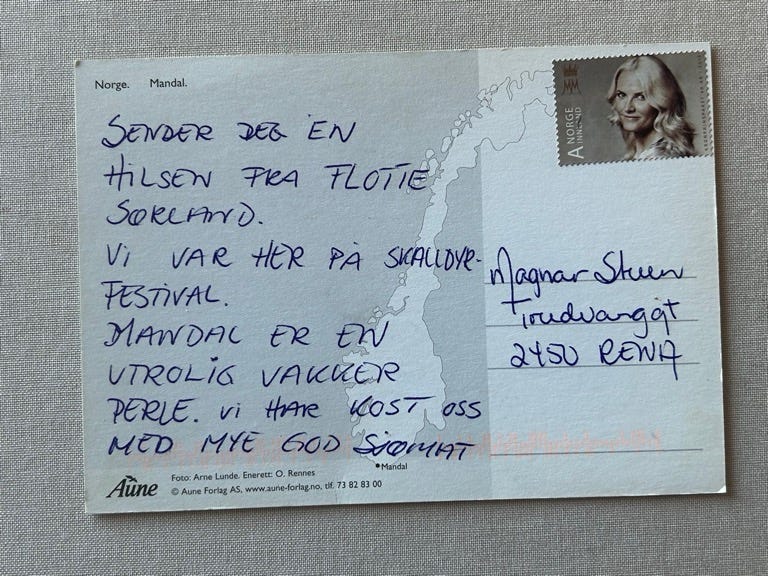 Norge. Mandal.
SENDER DEG EN
HILSEN FRA FLOTTE
SØRLAND.
VI VAR HER PÅ SKALLDYR-
FESTIVAL.
MANDAL ER EN
UTROLIG VAKKER
PERLE. VI HAR KOST OSS
MED MYE GOD SJØMAT
Mandal
Aune
Foto: Arne Lunde. Enerett: O. Rennes
© Aune Forlag AS, www.aune-forlag.no, tlf. 73 82 83 00
A NORGE
INNLAND
MM
Magnar Steen
Trudvanggt
2450 RENA